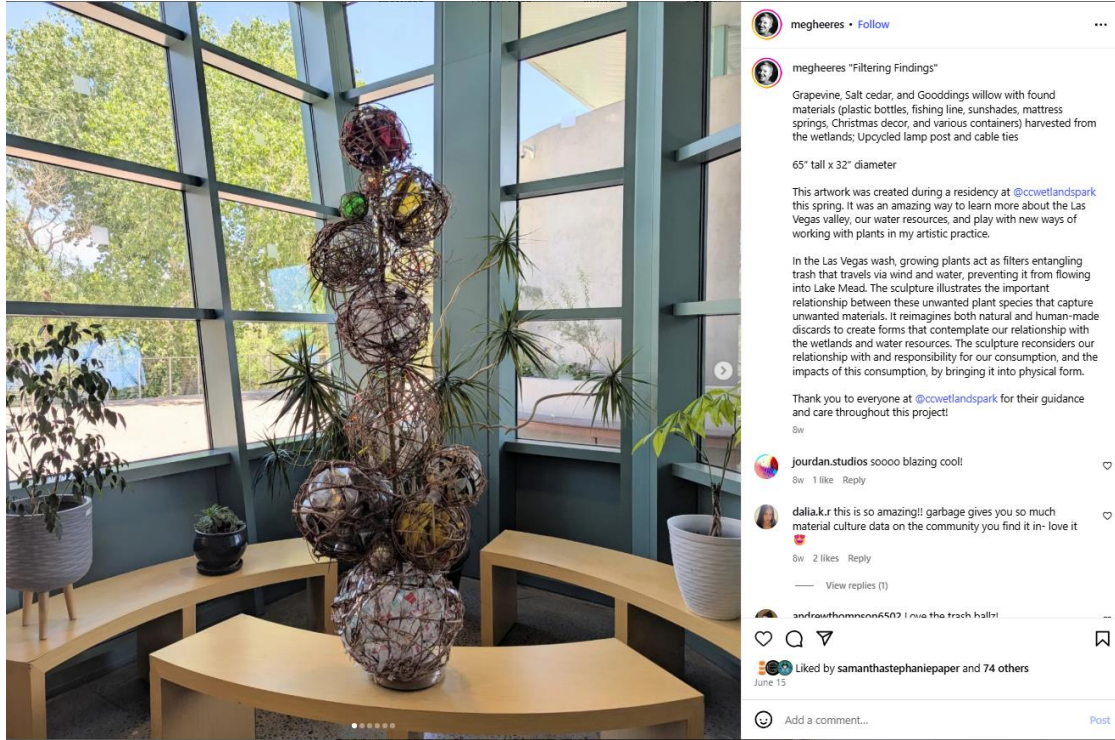 megheeres • Follow
megheeres "Filtering Findings"
Grapevine, Salt cedar, and Gooddings willow with found
materials (plastic bottles, fishing line, sunshades, mattress
springs, Christmas decor, and various containers) harvested from
the wetlands; Upcycled lamp post and cable ties
65" tall x 32" diameter
This artwork was created during a residency at @ccwetlandspark
this spring. It was an amazing way to learn more about the Las
Vegas valley, our water resources, and play with new ways of
working with plants in my artistic practice.
In the Las Vegas wash, growing plants act as filters entangling
trash that travels via wind and water, preventing it from flowing
into Lake Mead. The sculpture illustrates the important
relationship between these unwanted plant species that capture
unwanted materials. It reimagines both natural and human-made
discards to create forms that contemplate our relationship with
the wetlands and water resources. The sculpture reconsiders our
relationship with and responsibility for our consumption, and the
impacts of this consumption, by bringing it into physical form.
Thank you to everyone at @ccwetlandspark for their guidance
and care throughout this project!
8w
jourdan.studios soooo blazing cool!
8w 1 like Reply
dalia.k.r this is so amazing!! garbage gives you so much
material culture data on the community you find it in- love it
8w 2 likes Reply
View replies (1)
andrewthompson6502 Love the trash ballz!
Liked by samanthastephaniepaper and 74 others
June 15
Add a comment...
Post